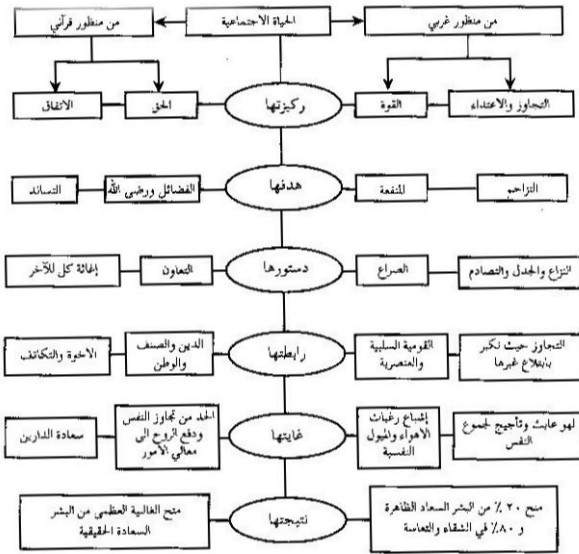 من منظور غربي
الحياة الاجتماعية
من منظور قرآني
التجاوز والاعتداء
القوة
ركيزتها
الحق
الاتفاق
التزاحم
المنفعة
هدفها
الفضائل ورضى الله
التساند
النزاع والجدل والتصادم
الصراع
دستورها
التعاون
إغاثة كل للآخر
التجاوز حيث نكبر
بابتلاع غيرها
القومية السلبية
والعنصرية
رابطتها
الدين والصنف
والوطن
الاخوة والتكاتف
لهو عابث وتأجيج لجموع
النفس
إشباع رغبات
الاهواء والميول
النفسية
غايتها
الحد من تجاوز النفس
ودفع الروح الى
معالي الأمور
سعادة الدارين
منح ٢٠ ٪ من البشر السعاد الظاهرة
و ٨٠٪ في الشقاء والتعاسة
نتيجتها
منح الغالبية العظمى من البشر
السعادة الحقيقية